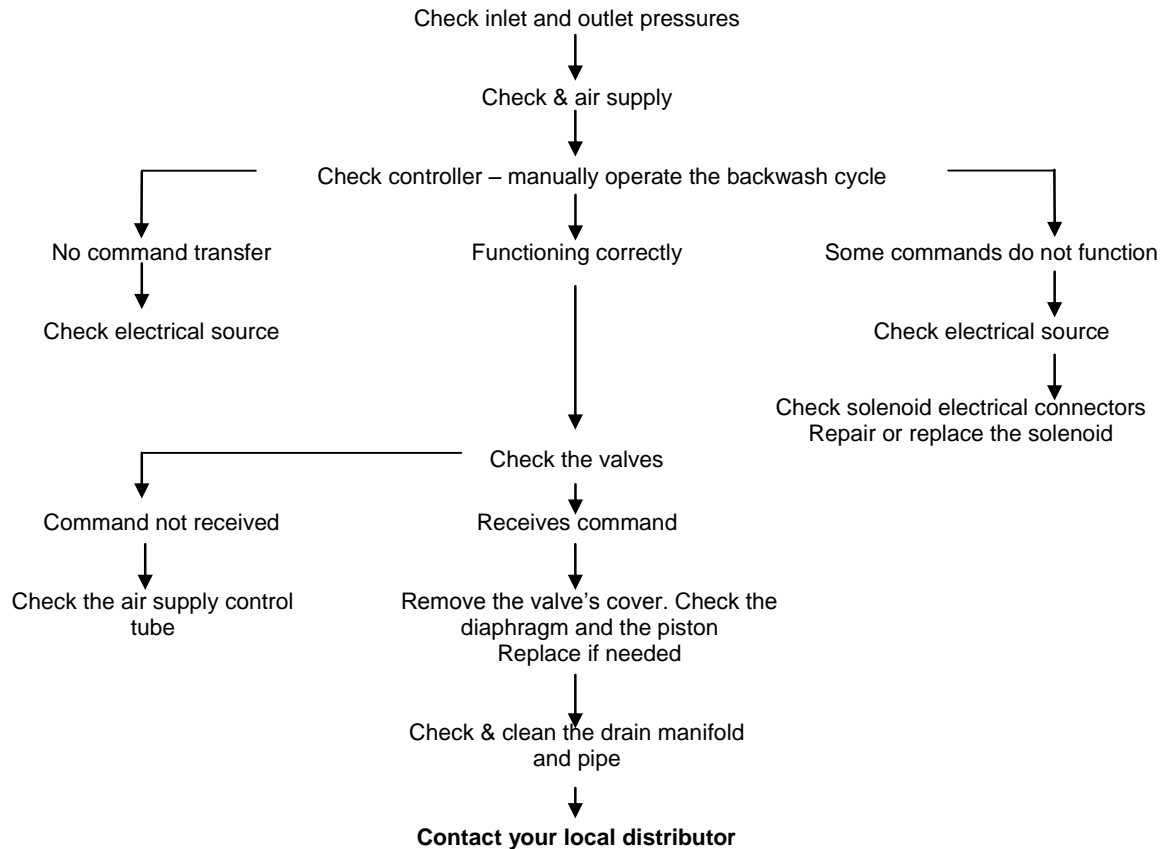 Check inlet and outlet pressures
Check & air supply
Check controller – manually operate the backwash cycle
No command transfer
Functioning correctly
Some commands do not function
Check electrical source
Check electrical source
Check solenoid electrical connectors
Repair or replace the solenoid
Check the valves
Command not received
Receives command
Check the air supply control
tube
Remove the valve’s cover. Check the
diaphragm and the piston
Replace if needed
Check & clean the drain manifold
and pipe
Contact your local distributor